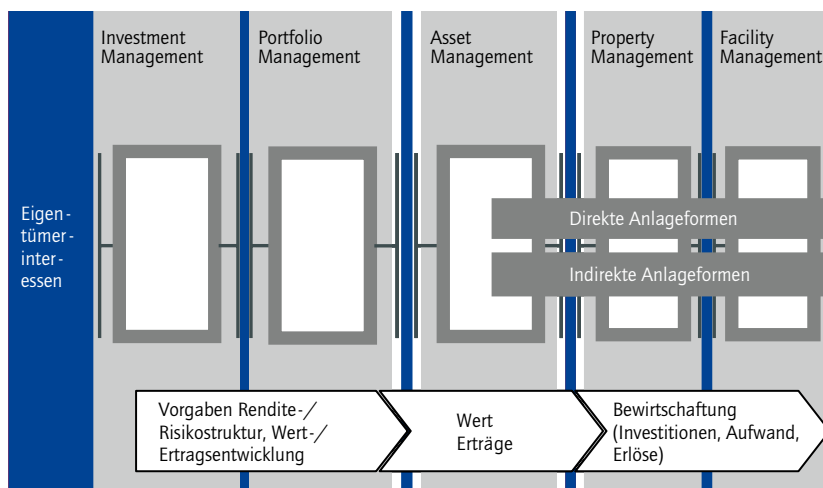 Investment
Management
Portfolio
Management
Asset
Management
Property
Management
Facility
Management
Eigen-
tümer-
inter-
essen
Direkte Anlageformen
Indirekte Anlageformen
Vorgaben Rendite-/
Risikostruktur, Wert-/
Ertragsentwicklung
Wert
Erträge
Bewirtschaftung
(Investitionen, Aufwand,
Erlöse)